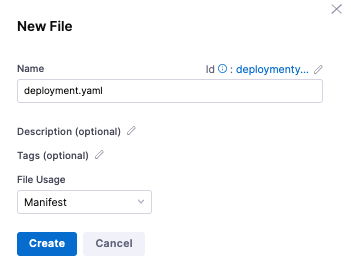 New File
Name
Id : deploymenty...
deployment.yaml
Description (optional)
Tags (optional)
File Usage
Manifest
Create Cancel